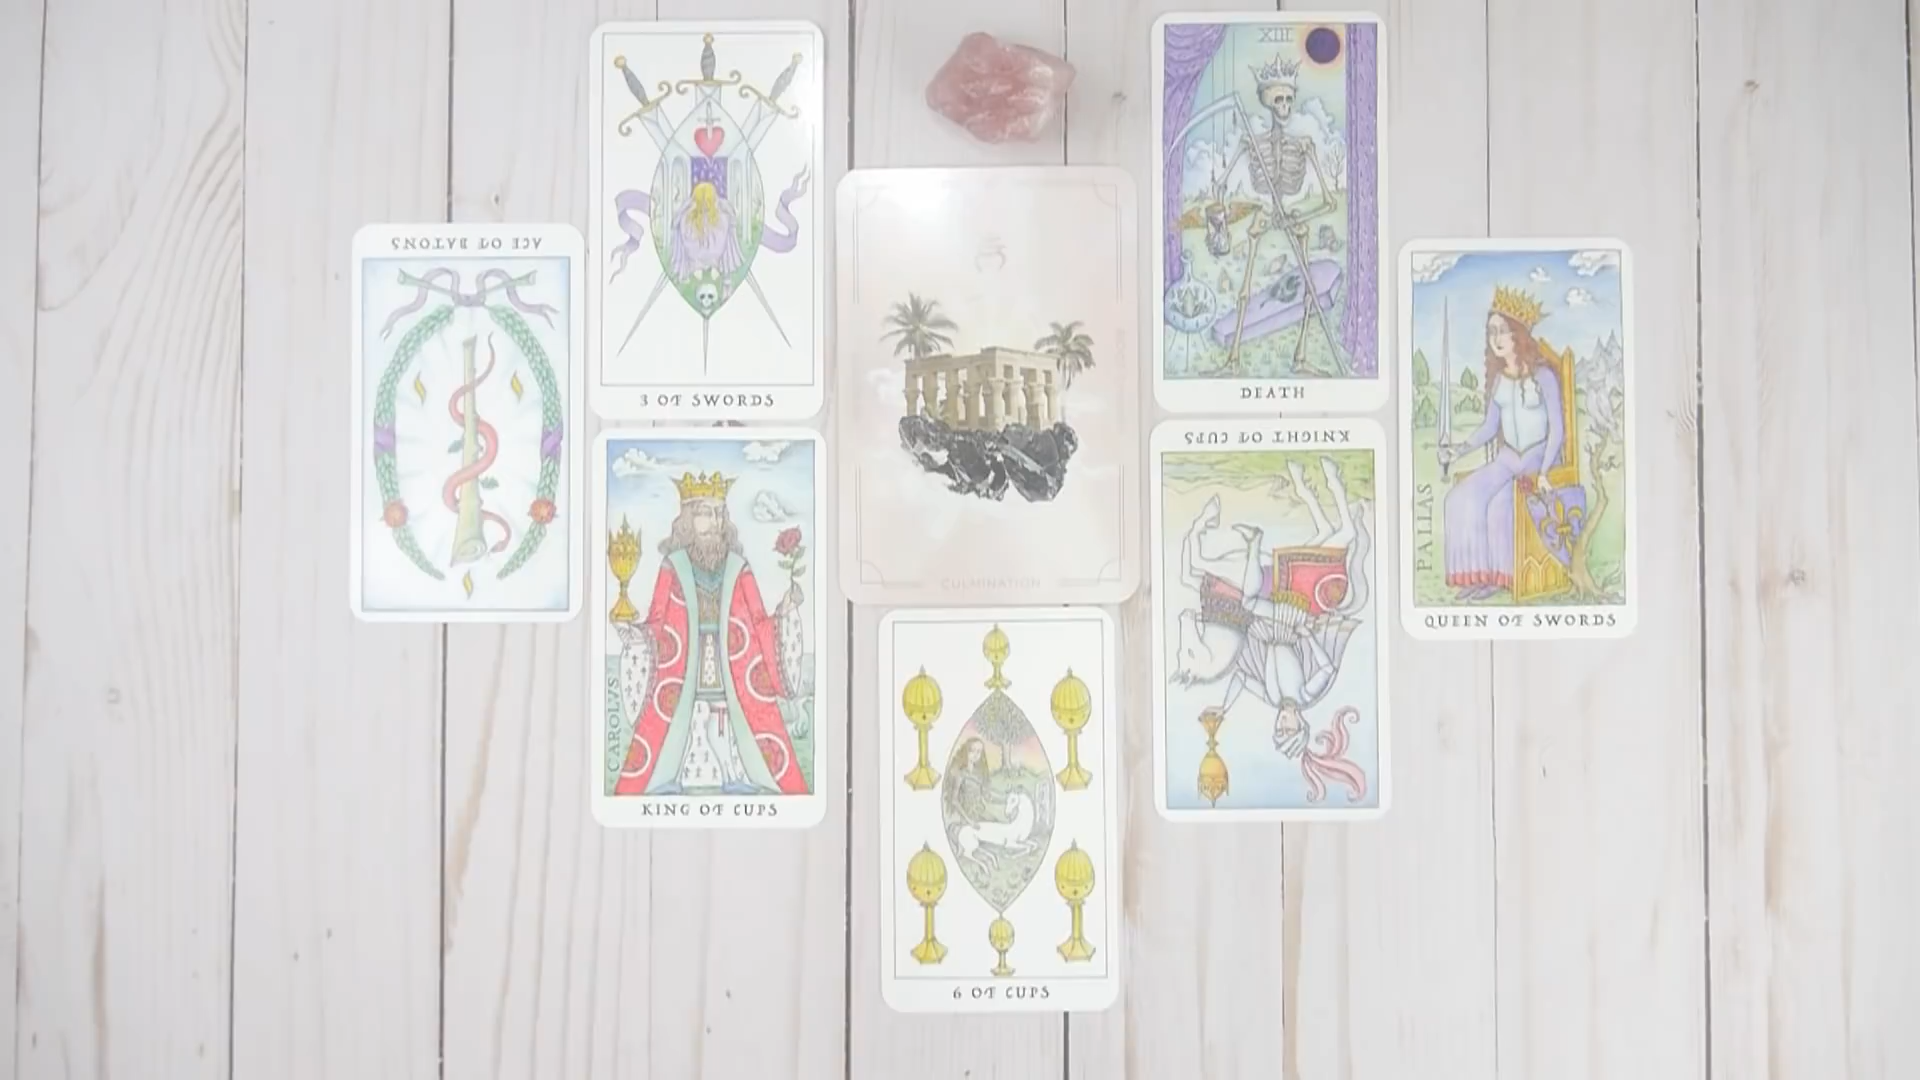 ACE OF BATONS
3 OF SWORDS
CAROLVS
KING OF CUPS
CULMINATION
6 OF CUPS
XIII
DEATH
KNIGHT OF CUPS
PALLAS
QUEEN OF SWORDS